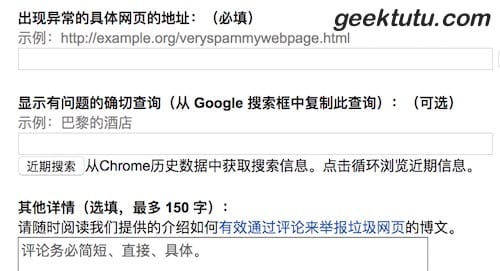 geektutu.com
出现异常的具体网页的地址：（必填）
示例：http://example.org/veryspammywebpage.html
显示有问题的确切查询（从 Google 搜索框中复制此查询）：（可选）
示例：巴黎的酒店
近期搜索 从Chrome历史数据中获取搜索信息。点击循环浏览近期信息。
其他详情（选填，最多 150 字）：
请随时阅读我们提供的介绍如何有效通过评论来举报垃圾网页的博文。
评论务必简短、直接、具体。